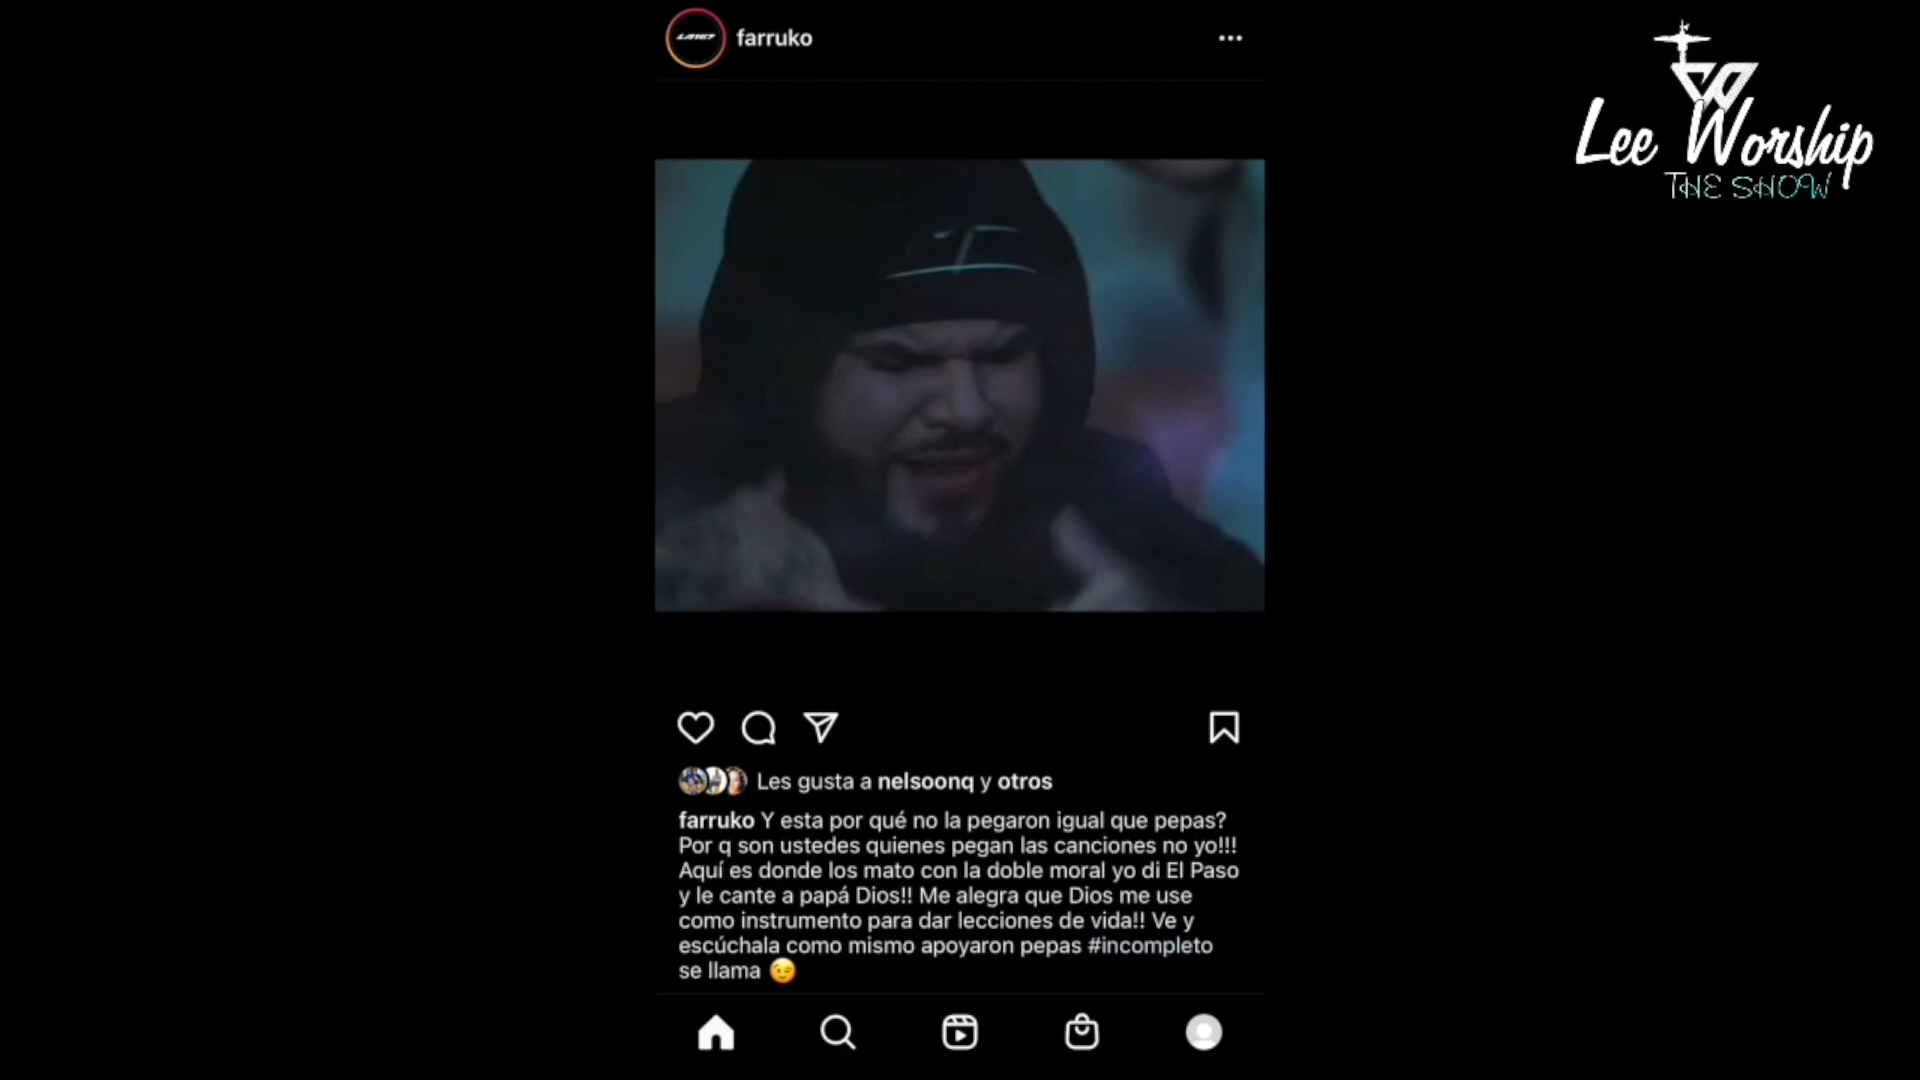 LA167
farruko
Lee Worship
THE SHOW
Les gusta a nelsoonq y otros
farruko Y esta por qué no la pegaron igual que pepas?
Por q son ustedes quienes pegan las canciones no yo!!!
Aquí es donde los mato con la doble moral yo di El Paso
y le cante a papá Dios!! Me alegra que Dios me use
como instrumento para dar lecciones de vida!! Ve y
escúchala como mismo apoyaron pepas #incompleto
se llama 😉